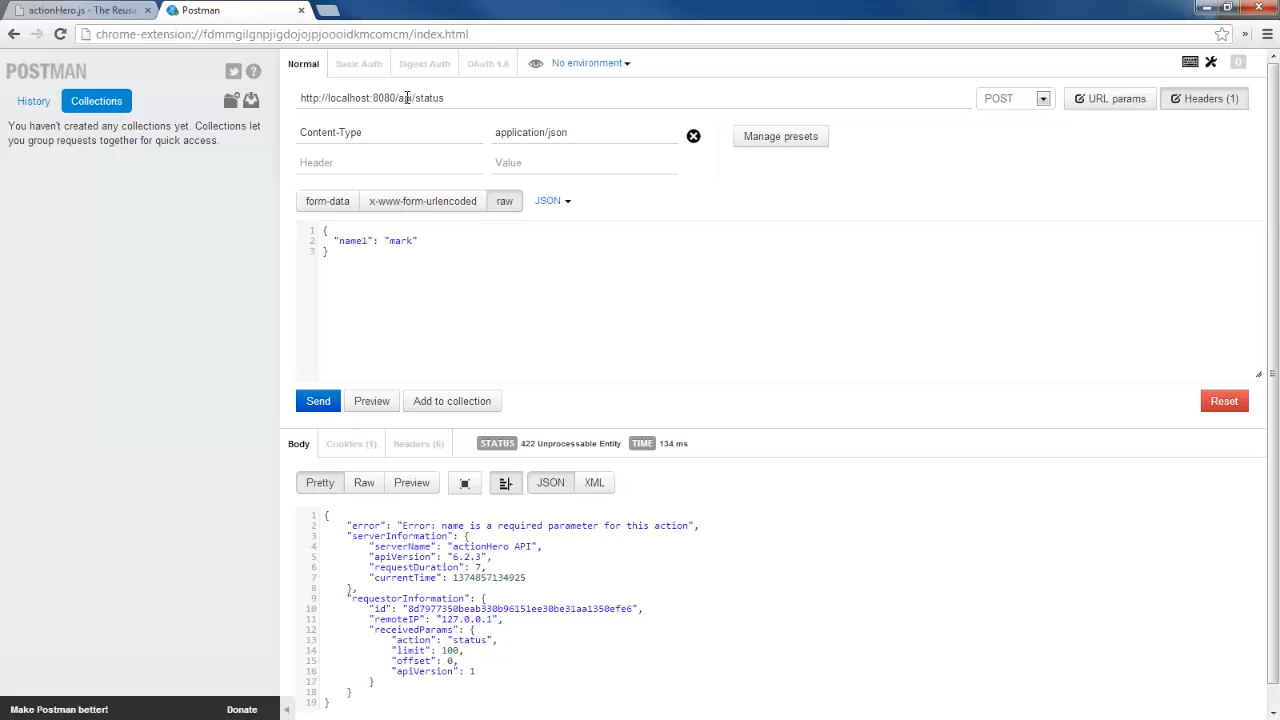 actionHero.js - The Reusa
Postman
chrome-extension://fdmmgilgnpjigdojojpjoooidkmcomcm/index.html
POSTMAN
History
Collections
You haven't created any collections yet. Collections let
you group requests together for quick access.
Normal
Basic Auth
Digest Auth
OAuth 1.0
No environment
0
http://localhost:8080/api/status
POST
URL params
Headers (1)
Content-Type
application/json
Manage presets
Header
Value
form-data
x-www-form-urlencoded
raw
JSON
1 {
2 "name1": "mark"
3 }
Send
Preview
Add to collection
Reset
Body
Cookies (1)
Headers (6)
STATUS 422 Unprocessable Entity
TIME 134 ms
Pretty
Raw
Preview
JSON
XML
1 {
2 "error": "Error: name is a required parameter for this action",
3 "serverInformation": {
4 "serverName": "actionHero API",
5 "apiVersion": "6.2.3",
6 "requestDuration": 7,
7 "currentTime": 1374857134925
8 },
9 "requestorInformation": {
10 "id": "8d7977350beab330b96151ee30be31aa1350efe6",
11 "remoteIP": "127.0.0.1",
12 "receivedParams": {
13 "action": "status",
14 "limit": 100,
15 "offset": 0,
16 "apiVersion": 1
17 }
18 }
19 }
Make Postman better!
Donate